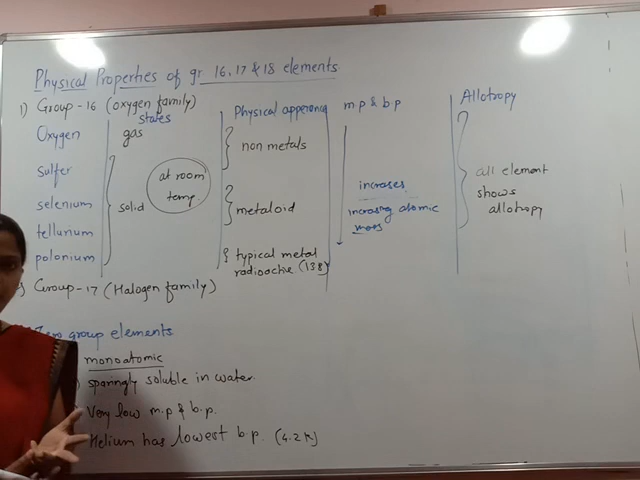 Physical Properties of gr 16, 17 & 18 elements
1) Group-16 (oxygen family)
states
Physical apperence
m.p & b.p
Allotropy
Oxygen
gas
Sulfer
selenium
tellurium
polonium
solid
at room
temp
non metals
metaloid
typical metal
radioactive (138)
increses
incresing atomic
mass
all element
shows
allotropy
) Group-17 (Halogen family)
Zero group elements
monoatomic
) sparingly soluble in water.
Very low m.p & b.p.
Helium has lowest b.p. (4.2 K)